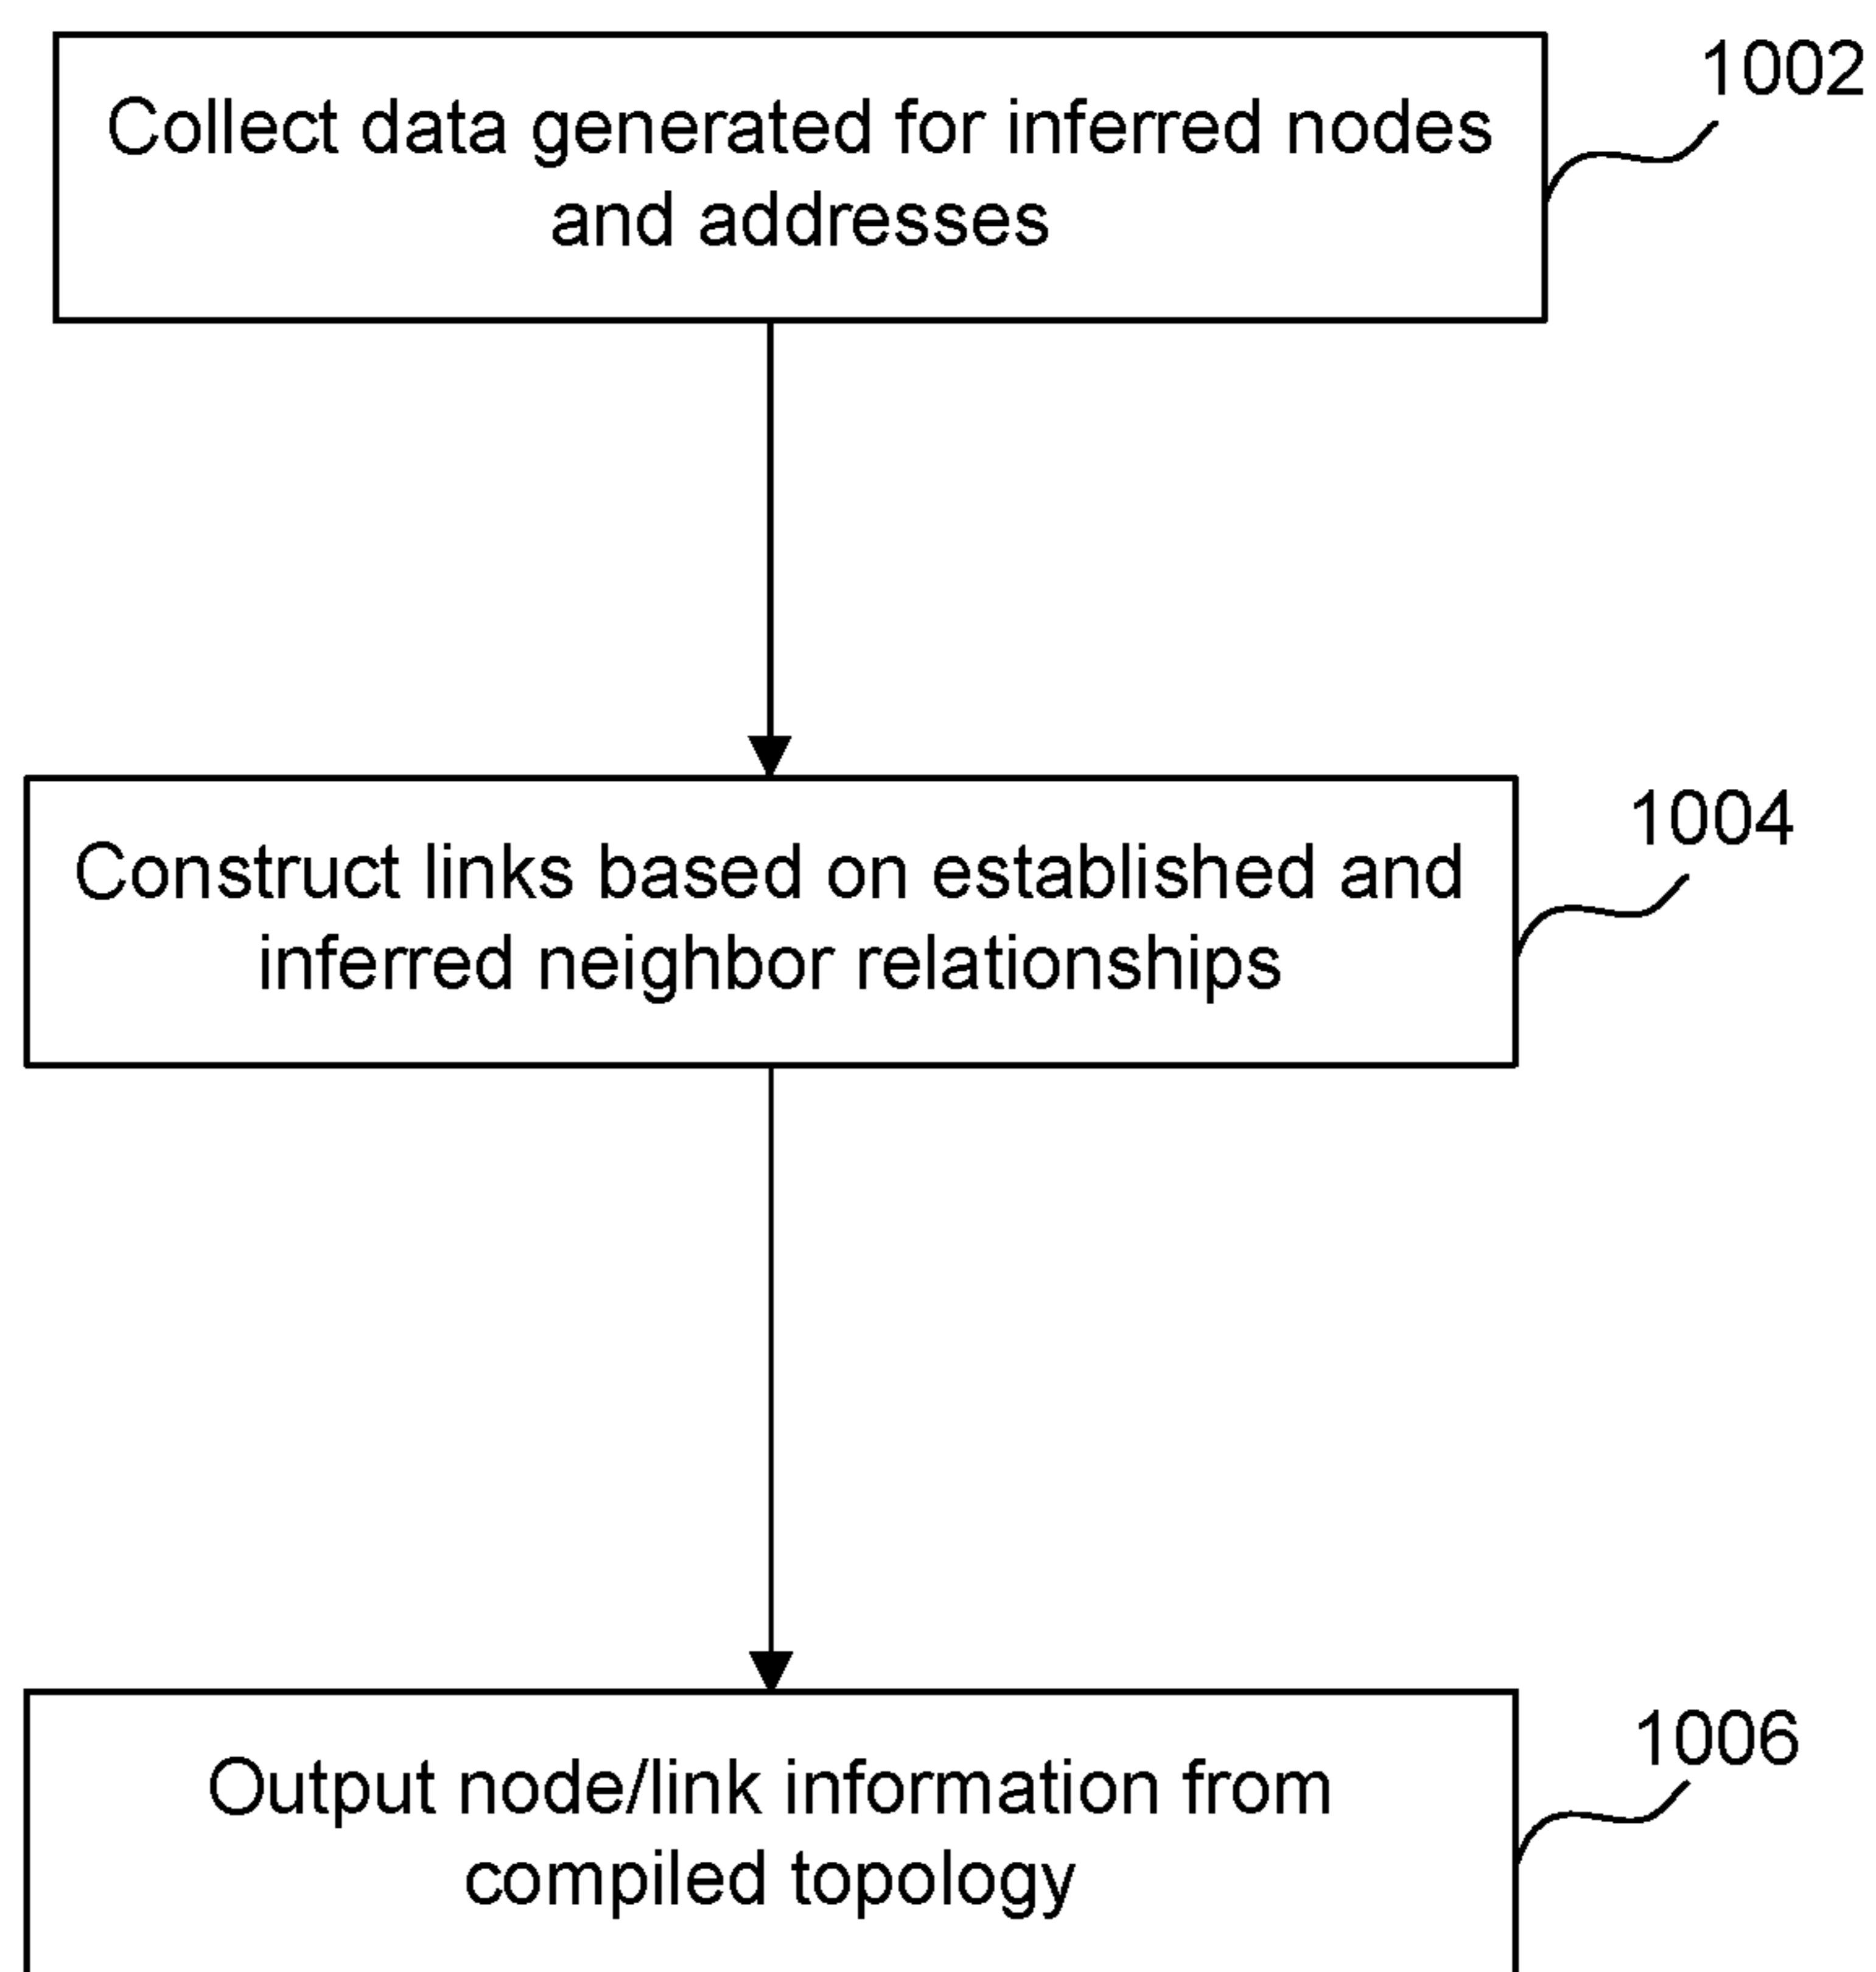 1002
Collect data generated for inferred nodes
and addresses
1004
Construct links based on established and
inferred neighbor relationships
1006
Output node/link information from
compiled topology